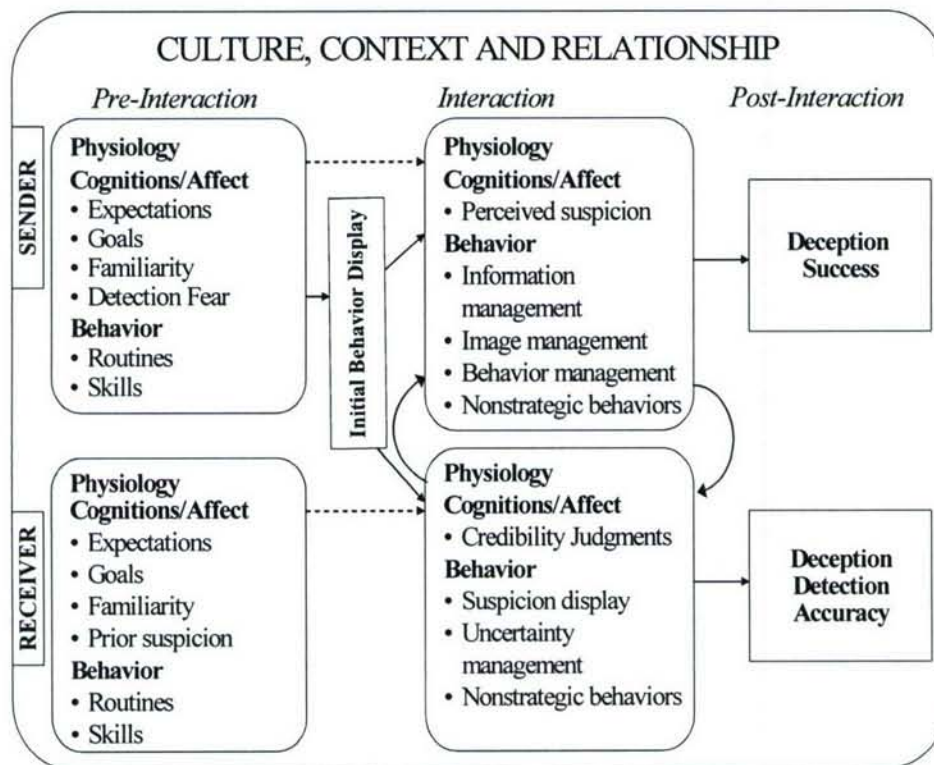 CULTURE, CONTEXT AND RELATIONSHIP
Pre-Interaction
Interaction
Post-Interaction
SENDER
Physiology
Cognitions/Affect
• Expectations
• Goals
• Familiarity
• Detection Fear
Behavior
• Routines
• Skills
Initial Behavior Display
Physiology
Cognitions/Affect
• Perceived suspicion
Behavior
• Information
management
• Image management
• Behavior management
• Nonstrategic behaviors
Deception
Success
RECEIVER
Physiology
Cognitions/Affect
• Expectations
• Goals
• Familiarity
• Prior suspicion
Behavior
• Routines
• Skills
Physiology
Cognitions/Affect
• Credibility Judgments
Behavior
• Suspicion display
• Uncertainty
management
• Nonstrategic behaviors
Deception
Detection
Accuracy